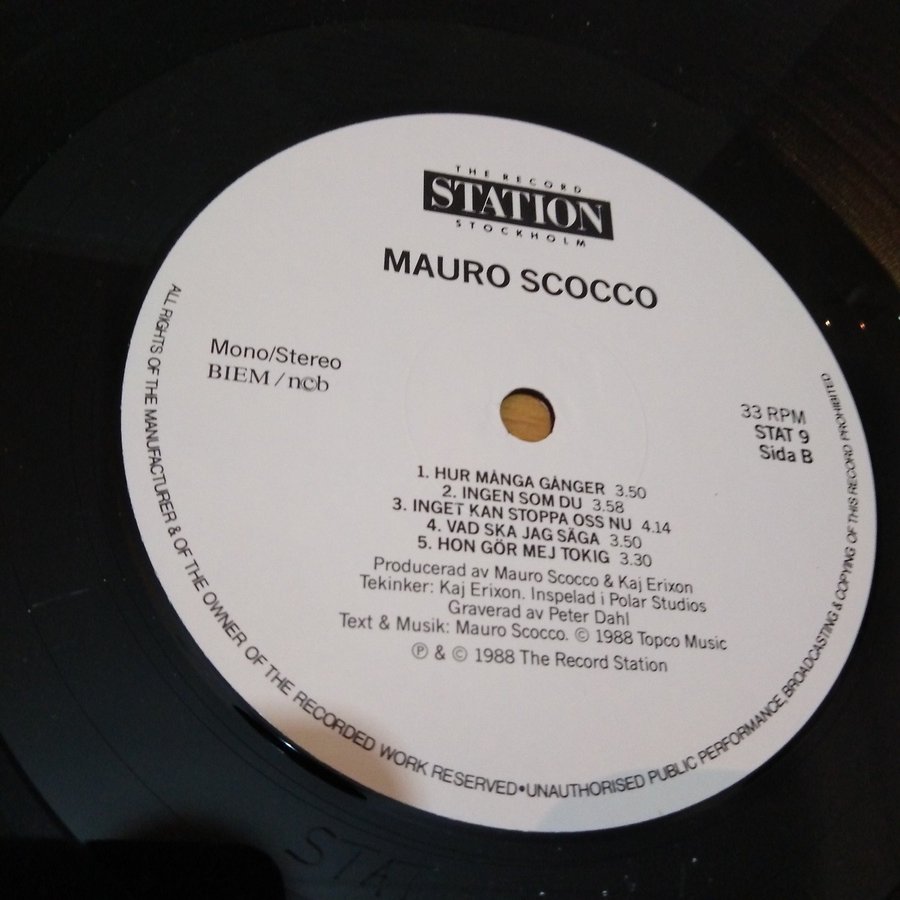 THE RECORD
STATION
STOCKHOLM
MAURO SCOCCO
Mono/Stereo
BIEM/n©b
33 RPM
STAT 9
Sida B
1. HUR MÅNGA GÅNGER 3.50
2. INGEN SOM DU 3.58
3. INGET KAN STOPPA OSS NU 4.14
4. VAD SKA JAG SÄGA 3.50
5. HON GÖR MEJ TOKIG 3.30
Producerad av Mauro Scocco & Kaj Erixon
Tekinker: Kaj Erixon. Inspelad i Polar Studios
Graverad av Peter Dahl
Text & Musik: Mauro Scocco. © 1988 Topco Music
℗ & © 1988 The Record Station
ALL RIGHTS OF THE MANUFACTURER & OF THE OWNER OF THE RECORDED WORK RESERVED•UNAUTHORISED PUBLIC PERFORMANCE, BROADCASTING & COPYING OF THIS RECORD PROHIBITED
STA